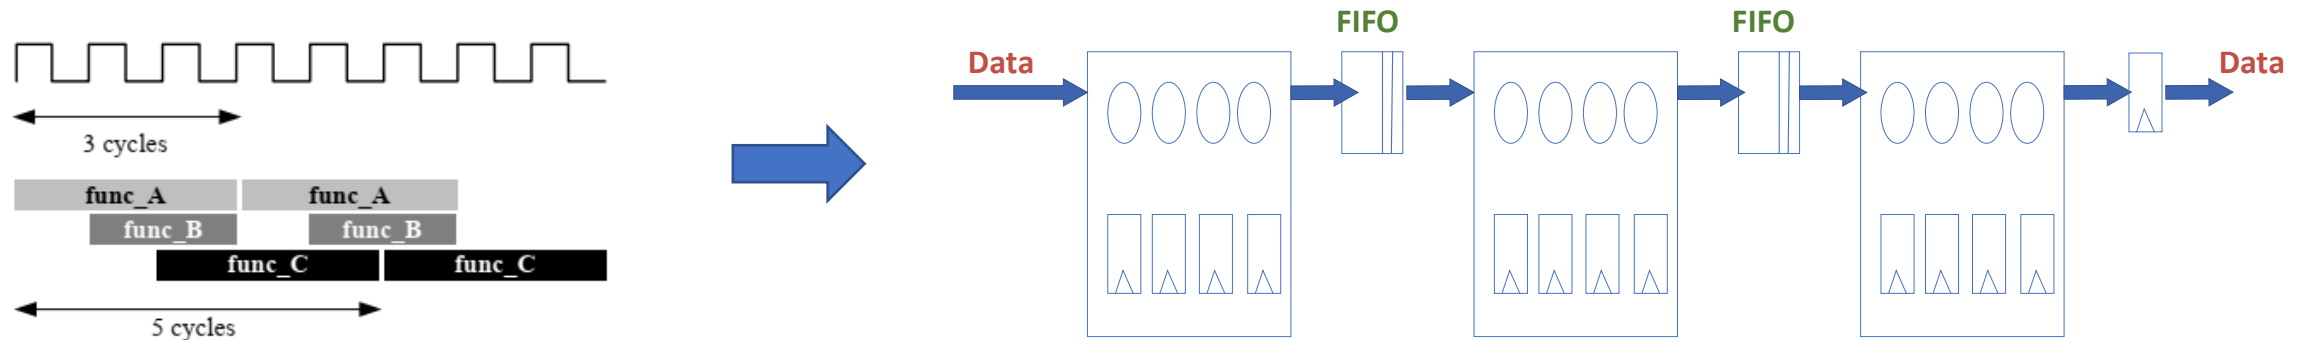 3 cycles
func_A func_A
func_B func_B
func_C func_C
5 cycles
Data
FIFO
FIFO
Data